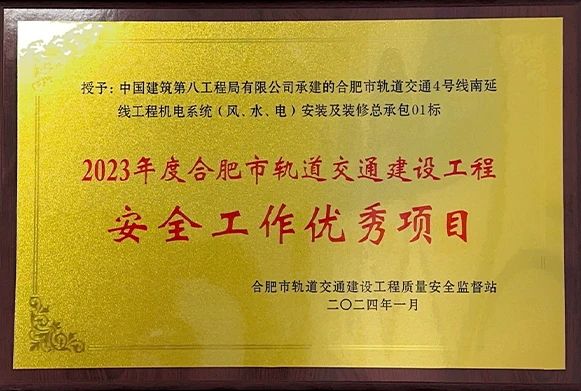 授予：中国建筑第八工程局有限公司承建的合肥市轨道交通4号线南延
线工程机电系统（风、水、电）安装及装修总承包01标
2023年度合肥市轨道交通建设工程
安全工作优秀项目
合肥市轨道交通建设工程质量安全监督站
二〇二四年一月